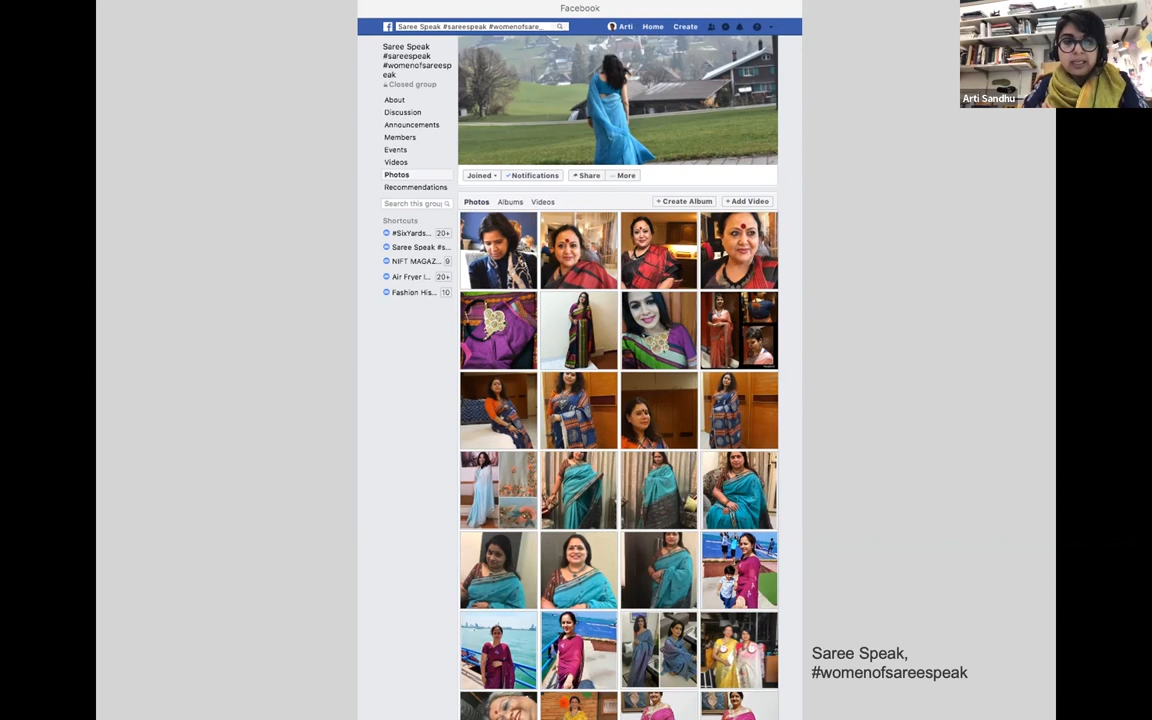 Facebook
Saree Speak #sareespeak #womenofsare...
Arti Home Create
Saree Speak
#sareespeak
#womenofsareesp
eak
Closed group
About
Discussion
Announcements
Members
Events
Videos
Photos
Recommendations
Search this grou
Shortcuts
#SixYards... 20+
Saree Speak #s...
NIFT MAGAZ... 9
Air Fryer I... 20+
Fashion His... 10
Joined Notifications Share More
Photos Albums Videos + Create Album + Add Video
Arti Sandhu
Saree Speak,
#womenofsareespeak